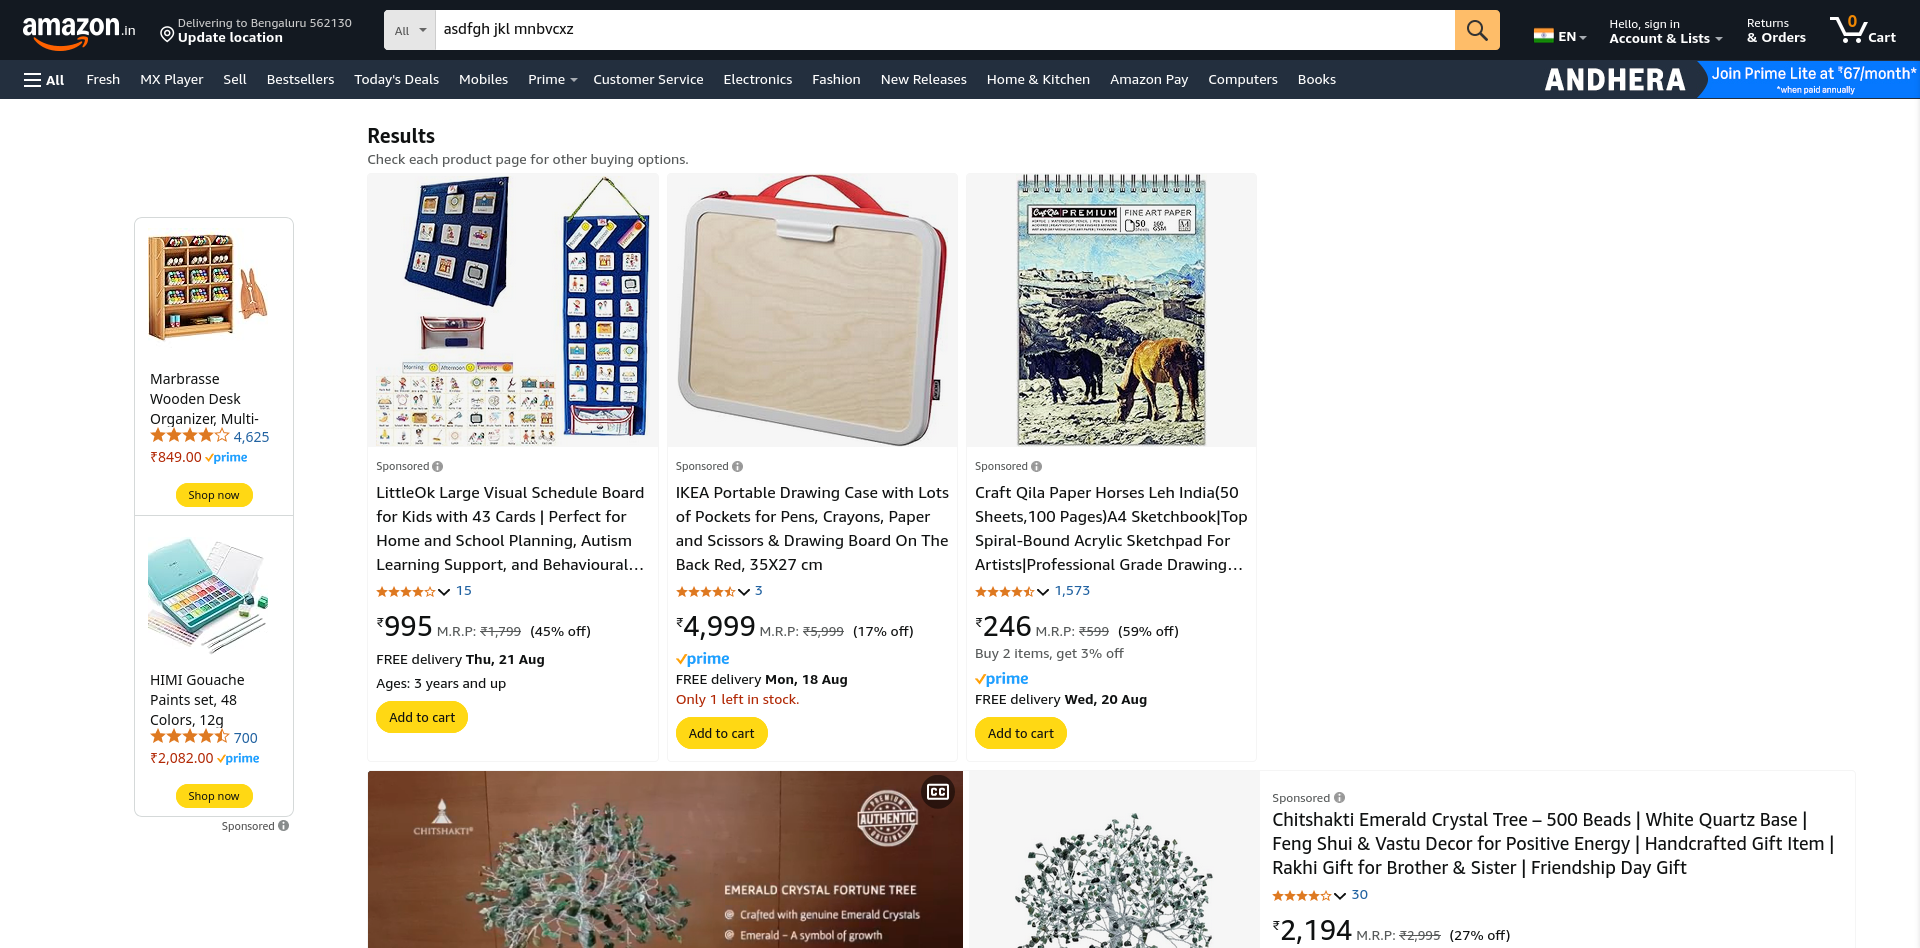 amazon.in
Delivering to Bengaluru 562130
Update location
All
asdfgh jkl mnbvcxz
EN
Hello, sign in
Account & Lists
Returns
& Orders
0
Cart
All
Fresh
MX Player
Sell
Bestsellers
Today's Deals
Mobiles
Prime
Customer Service
Electronics
Fashion
New Releases
Home & Kitchen
Amazon Pay
Computers
Books
ANDHERA
Join Prime Lite at ₹67/month*
*when paid annually
Results
Check each product page for other buying options.
Marbrasse
Wooden Desk
Organizer, Multi-
4,625
₹849.00 prime
Shop now
HIMI Gouache
Paints set, 48
Colors, 12g
700
₹2,082.00 prime
Shop now
Sponsored
Morning
Afternoon
Evening
Sponsored
LittleOk Large Visual Schedule Board
for Kids with 43 Cards | Perfect for
Home and School Planning, Autism
Learning Support, and Behavioural...
15
₹995 M.R.P: ₹1,799 (45% off)
FREE delivery Thu, 21 Aug
Ages: 3 years and up
Add to cart
Sponsored
IKEA Portable Drawing Case with Lots
of Pockets for Pens, Crayons, Paper
and Scissors & Drawing Board On The
Back Red, 35X27 cm
3
₹4,999 M.R.P: ₹5,999 (17% off)
prime
FREE delivery Mon, 18 Aug
Only 1 left in stock.
Add to cart
Craft Qila PREMIUM
FINE ART PAPER
50
Sponsored
Craft Qila Paper Horses Leh India(50
Sheets,100 Pages)A4 Sketchbook|Top
Spiral-Bound Acrylic Sketchpad For
Artists|Professional Grade Drawing...
1,573
₹246 M.R.P: ₹599 (59% off)
Buy 2 items, get 3% off
prime
FREE delivery Wed, 20 Aug
Add to cart
CHITSHAKTI
PREMIUM
AUTHENTIC
CC
EMERALD CRYSTAL FORTUNE TREE
Crafted with genuine Emerald Crystals
Emerald – A symbol of growth
Sponsored
Chitshakti Emerald Crystal Tree – 500 Beads | White Quartz Base |
Feng Shui & Vastu Decor for Positive Energy | Handcrafted Gift Item |
Rakhi Gift for Brother & Sister | Friendship Day Gift
30
₹2,194 M.R.P: ₹2,995 (27% off)